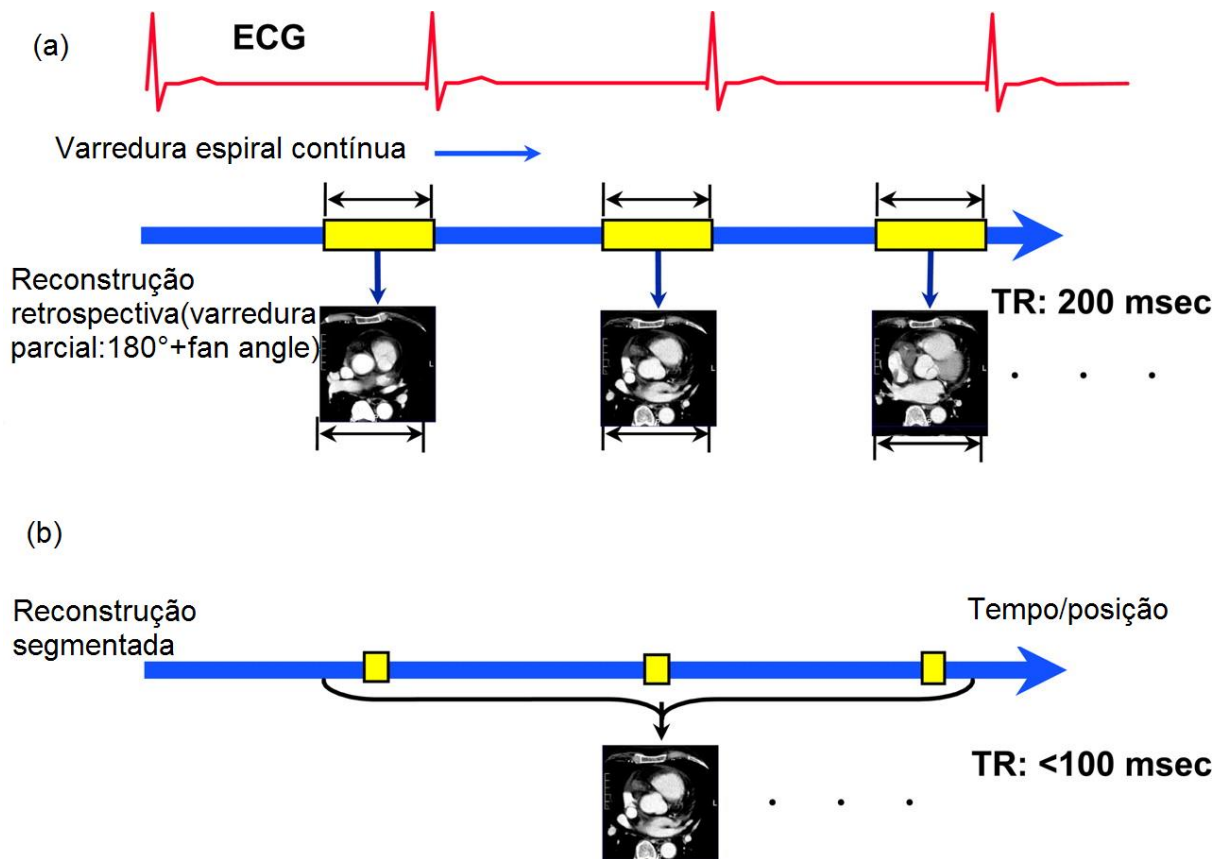 (a)
ECG
Varredura espiral contínua
Reconstrução
retrospectiva(varredura
parcial:180°+fan angle)
TR: 200 msec
L
L
L
(b)
Reconstrução
segmentada
Tempo/posição
TR: <100 msec
L